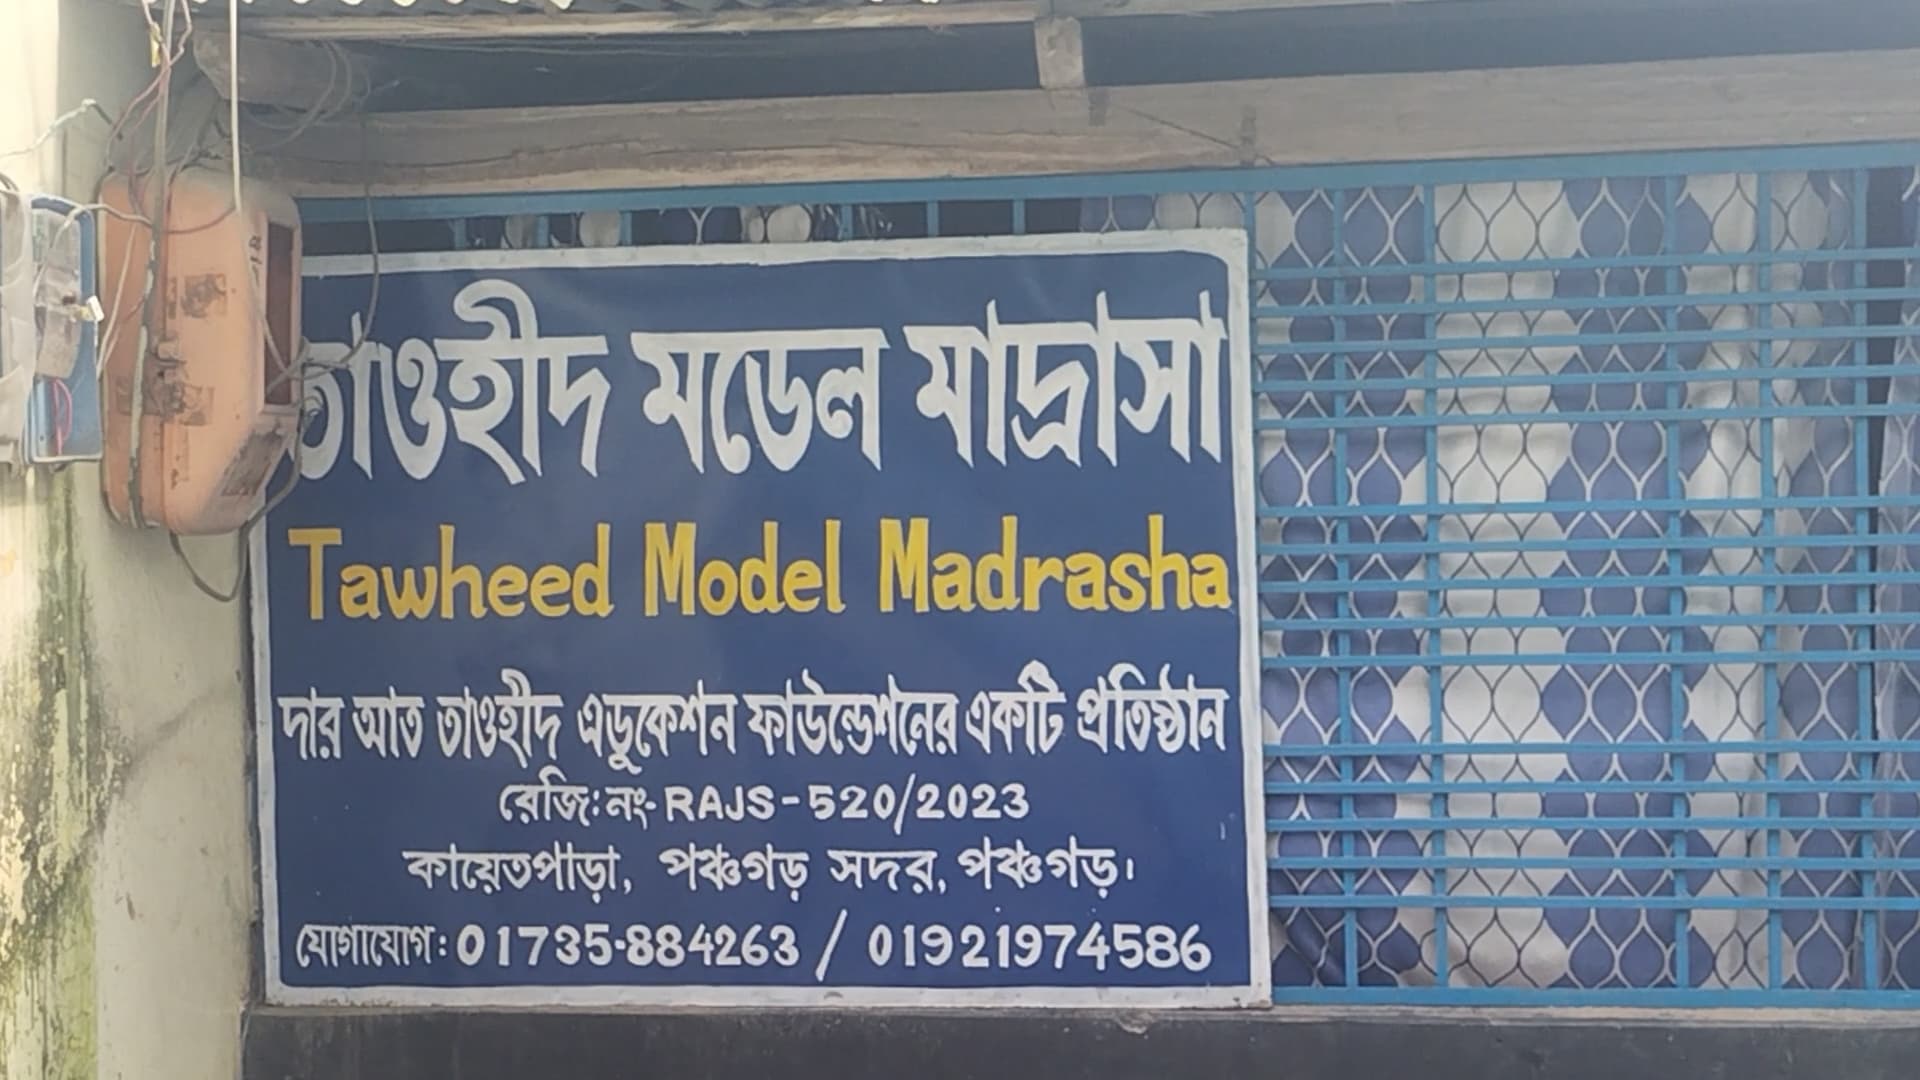 তাওহীদ মডেল মাদ্রাসা
Tawheed Model Madrasha
দার আত তাওহীদ এডুকেশন ফাউন্ডেশনের একটি প্রতিষ্ঠান
রেজি:নং-RAJS-520/2023
কায়েতপাড়া, পঞ্চগড় সদর, পঞ্চগড়।
যোগাযোগ: 01735-884263 / 01921974586